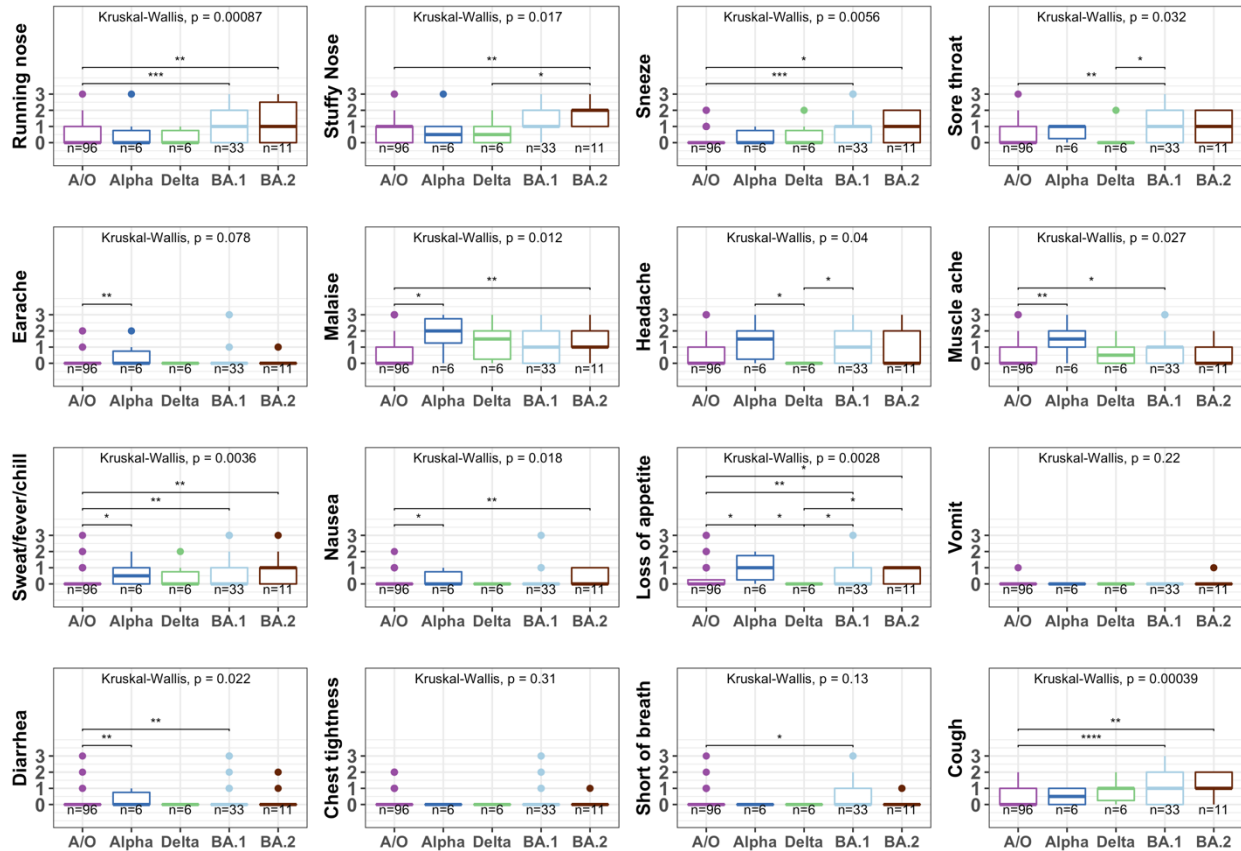 Running nose
Kruskal-Wallis, p = 0.00087
**
***
3
2
1
0
n=96 n=6 n=6 n=33 n=11
A/O Alpha Delta BA.1 BA.2
Stuffy Nose
Kruskal-Wallis, p = 0.017
**
*
3
2
1
0
n=96 n=6 n=6 n=33 n=11
A/O Alpha Delta BA.1 BA.2
Sneeze
Kruskal-Wallis, p = 0.0056
*
***
3
2
1
0
n=96 n=6 n=6 n=33 n=11
A/O Alpha Delta BA.1 BA.2
Sore throat
Kruskal-Wallis, p = 0.032
*
**
3
2
1
0
n=96 n=6 n=6 n=33 n=11
A/O Alpha Delta BA.1 BA.2
Earache
Kruskal-Wallis, p = 0.078
**
3
2
1
0
n=96 n=6 n=6 n=33 n=11
A/O Alpha Delta BA.1 BA.2
Malaise
Kruskal-Wallis, p = 0.012
**
*
3
2
1
0
n=96 n=6 n=6 n=33 n=11
A/O Alpha Delta BA.1 BA.2
Headache
Kruskal-Wallis, p = 0.04
*
*
3
2
1
0
n=96 n=6 n=6 n=33 n=11
A/O Alpha Delta BA.1 BA.2
Muscle ache
Kruskal-Wallis, p = 0.027
*
**
3
2
1
0
n=96 n=6 n=6 n=33 n=11
A/O Alpha Delta BA.1 BA.2
Sweat/fever/chill
Kruskal-Wallis, p = 0.0036
**
**
*
3
2
1
0
n=96 n=6 n=6 n=33 n=11
A/O Alpha Delta BA.1 BA.2
Nausea
Kruskal-Wallis, p = 0.018
**
*
3
2
1
0
n=96 n=6 n=6 n=33 n=11
A/O Alpha Delta BA.1 BA.2
Loss of appetite
Kruskal-Wallis, p = 0.0028
*
**
*
* * *
3
2
1
0
n=96 n=6 n=6 n=33 n=11
A/O Alpha Delta BA.1 BA.2
Vomit
Kruskal-Wallis, p = 0.22
3
2
1
0
n=96 n=6 n=6 n=33 n=11
A/O Alpha Delta BA.1 BA.2
Diarrhea
Kruskal-Wallis, p = 0.022
**
**
3
2
1
0
n=96 n=6 n=6 n=33 n=11
A/O Alpha Delta BA.1 BA.2
Chest tightness
Kruskal-Wallis, p = 0.31
3
2
1
0
n=96 n=6 n=6 n=33 n=11
A/O Alpha Delta BA.1 BA.2
Short of breath
Kruskal-Wallis, p = 0.13
*
3
2
1
0
n=96 n=6 n=6 n=33 n=11
A/O Alpha Delta BA.1 BA.2
Cough
Kruskal-Wallis, p = 0.00039
**
****
3
2
1
0
n=96 n=6 n=6 n=33 n=11
A/O Alpha Delta BA.1 BA.2